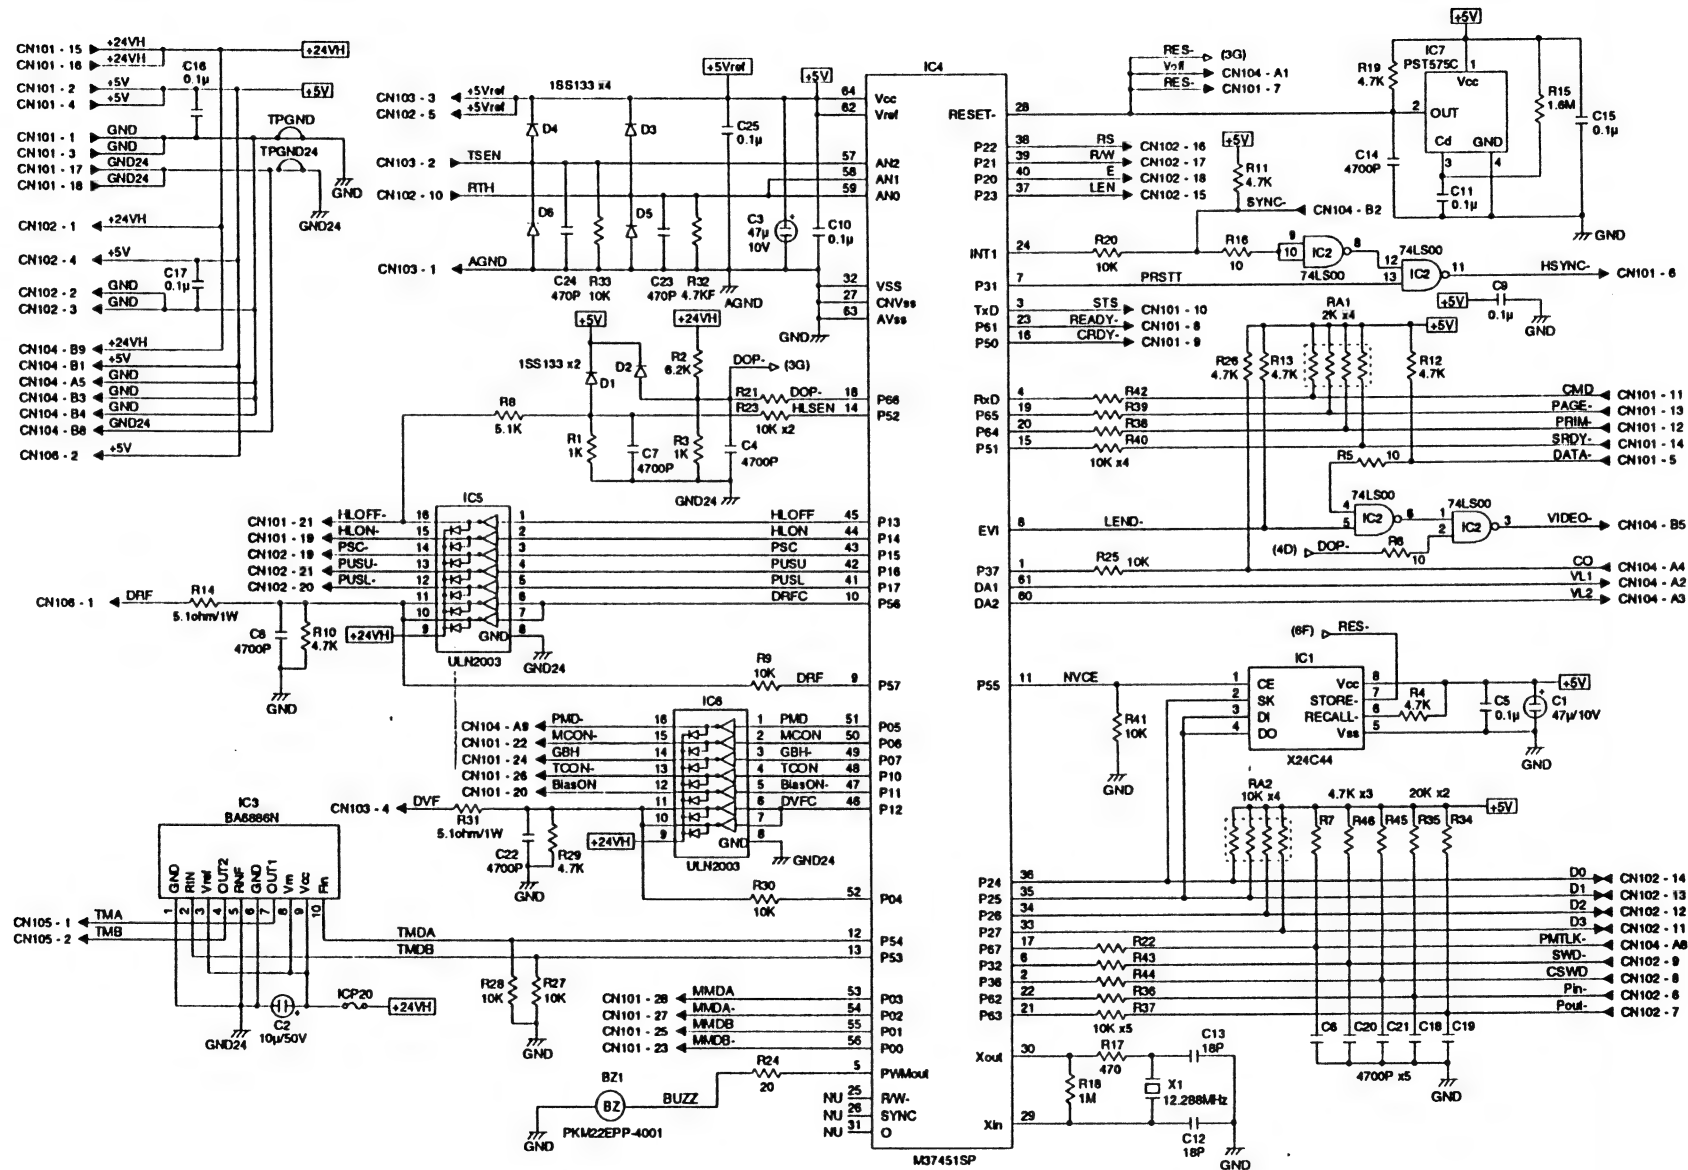 CN101 - 15 +24VH +24VH
CN101 - 16 +24VH
C16 0.1μ
CN101 - 2 +5V +5V
CN101 - 4 +5V
CN101 - 1 GND TPGND
CN101 - 3 GND
CN101 - 17 GND24 TPGND24
CN101 - 18 GND24
GND
GND24
CN102 - 1 +24VH
CN102 - 4 +5V
C17 0.1μ
CN102 - 2 GND
CN102 - 3 GND
CN104 - B9 +24VH
CN104 - B1 +5V
CN104 - A5 GND
CN104 - B3 GND
CN104 - B4 GND
CN104 - B8 GND24
CN106 - 2 +5V
+5Vref
+5V
IC4
1SS133 x4
CN103 - 3 +5Vref 64 Vcc
CN102 - 5 +5Vref 62 Vref
D4 D3 C25 0.1μ
CN103 - 2 TSEN 57 AN2
58 AN1
CN102 - 10 RTH 59 AN0
D6 D5 C3 47μ 10V C10 0.1μ
CN103 - 1 AGND
C24 470P R33 10K C23 470P R32 4.7KF AGND
32 VSS
27 CNVss
63 AVss
GND
+5V +24VH
1SS133 x2 D1 D2 R2 6.2K DOP- (3G)
R21 DOP- 18 P66
R23 HLSEN 14 P52
10K x2
R8 5.1K
R1 1K C7 4700P R3 1K C4 4700P
GND24
IC5
CN101 - 21 HLOFF- 16 1 HLOFF 45 P13
CN101 - 19 HLON- 15 2 HLON 44 P14
CN102 - 19 PSC- 14 3 PSC 43 P15
CN102 - 21 PUSU- 13 4 PUSU 42 P16
CN102 - 20 PUSL- 12 5 PUSL 41 P17
CN106 - 1 DRF R14 5.1ohm/1W 11 6 DRFC 10 P56
10 7
+24VH 9 GND 8
GND24
ULN2003
C8 4700P R10 4.7K
GND
R9 10K DRF 9 P57
IC6
CN104 - A9 PMD- 16 1 PMD 51 P05
CN101 - 22 MCON- 15 2 MCON 50 P06
CN101 - 24 GBH 14 3 GBH- 49 P07
CN101 - 26 TCON- 13 4 TCON 48 P10
CN101 - 20 BiasON 12 5 BiasON- 47 P11
CN103 - 4 DVF R31 5.1ohm/1W 11 6 DVFC 46 P12
10 7
+24VH 9 GND 8
GND24
ULN2003
C22 4700P R29 4.7K
GND
R30 10K 52 P04
IC3
BA6886N
GND RIN Vref OUT2 RNF GND OUT1 Vm Vcc Fin
1 2 3 4 5 6 7 8 9 10
CN105 - 1 TMA
CN105 - 2 TMB
TMDA 12 P54
TMDB 13 P53
R28 10K R27 10K
GND
ICP20 +24VH
C2 10μ/50V
GND24
CN101 - 28 MMDA 53 P03
CN101 - 27 MMDA- 54 P02
CN101 - 25 MMDB 55 P01
CN101 - 23 MMDB- 56 P00
R24 20 5 PWMout
BZ1 BZ BUZZ
PKM22EPP-4001
GND
NU 25 R/W-
NU 26 SYNC
NU 31 O
M37451SP
+5V
RES- (3G)
Voff CN104 - A1
RES- CN101 - 7
RESET- 28
R19 4.7K
IC7 PST575C
Vcc 1
2 OUT
Cd GND
3 4
R15 1.6M
C15 0.1μ
C14 4700P
C11 0.1μ
GND
P22 38 RS CN102 - 16
P21 39 R/W CN102 - 17
P20 40 E CN102 - 18
P23 37 LEN CN102 - 15
+5V
R11 4.7K
SYNC- CN104 - B2
INT1 24 R20 10K R16 10 9 10 IC2 8
74LS00 74LS00
12 13 IC2 11 HSYNC- CN101 - 6
P31 7 PRSTT
TxD 3 STS CN101 - 10
P61 23 READY- CN101 - 8
P50 16 CRDY- CN101 - 9
+5V C9 0.1μ GND
RA1 2K x4 +5V
R26 4.7K R13 4.7K R12 4.7K
RxD 4 R42 CMD CN101 - 11
P65 19 R39 PAGE- CN101 - 13
P64 20 R38 PRIM- CN101 - 12
P51 15 R40 SRDY- CN101 - 14
10K x4
R5 10 DATA- CN101 - 5
74LS00 74LS00
EVI 8 LEND- 4 5 IC2 6 1 2 IC2 3 VIDEO- CN104 - B5
(4D) DOP- R6 10
P37 1 R25 10K CO CN104 - A4
DA1 61 VL1 CN104 - A2
DA2 60 VL2 CN104 - A3
(6F) RES-
IC1
P55 11 NVCE 1 CE Vcc 8 +5V
2 SK STORE- 7
3 DI RECALL- 6 R4 4.7K
4 DO Vss 5
X24C44
R41 10K
GND
C5 0.1μ C1 47μ/10V
GND
RA2 10K x4 4.7K x3 20K x2 +5V
R7 R46 R45 R35 R34
P24 36 D0 CN102 - 14
P25 35 D1 CN102 - 13
P26 34 D2 CN102 - 12
P27 33 D3 CN102 - 11
P67 17 R22 PMTLK- CN104 - A8
P32 6 R43 SWD- CN102 - 9
P36 2 R44 CSWD CN102 - 8
P62 22 R36 Pin- CN102 - 6
P63 21 R37 Pout- CN102 - 7
10K x5
C6 C20 C21 C18 C19
4700P x5
GND
Xout 30 R17 470 C13 18P
R18 1M X1 12.288MHz
Xin 29 C12 18P
GND